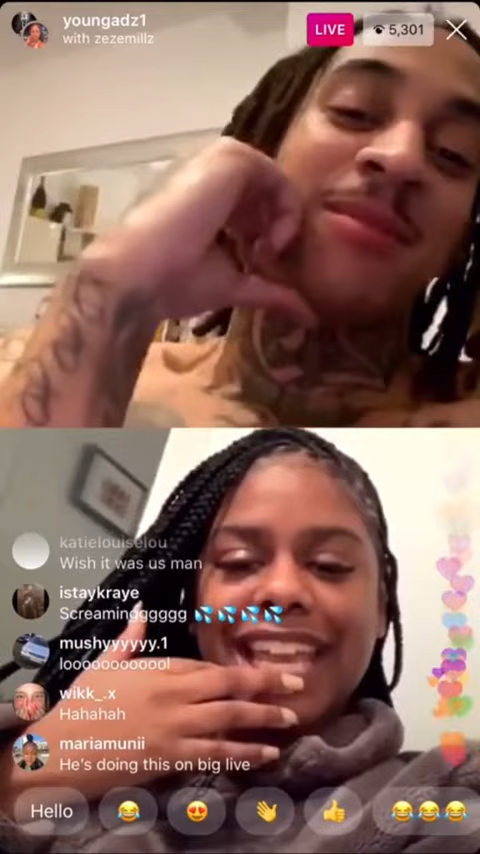 youngadz1
with zezemillz
LIVE 5,301
katielouiselou
Wish it was us man
istaykraye
Screamingggggg 💦💦💦💦
mushyyyyyy.1
looooooooooool
wikk_.x
Hahahah
mariamunii
He's doing this on big live
Hello 😂 😍 👋 👍 😂😂😂